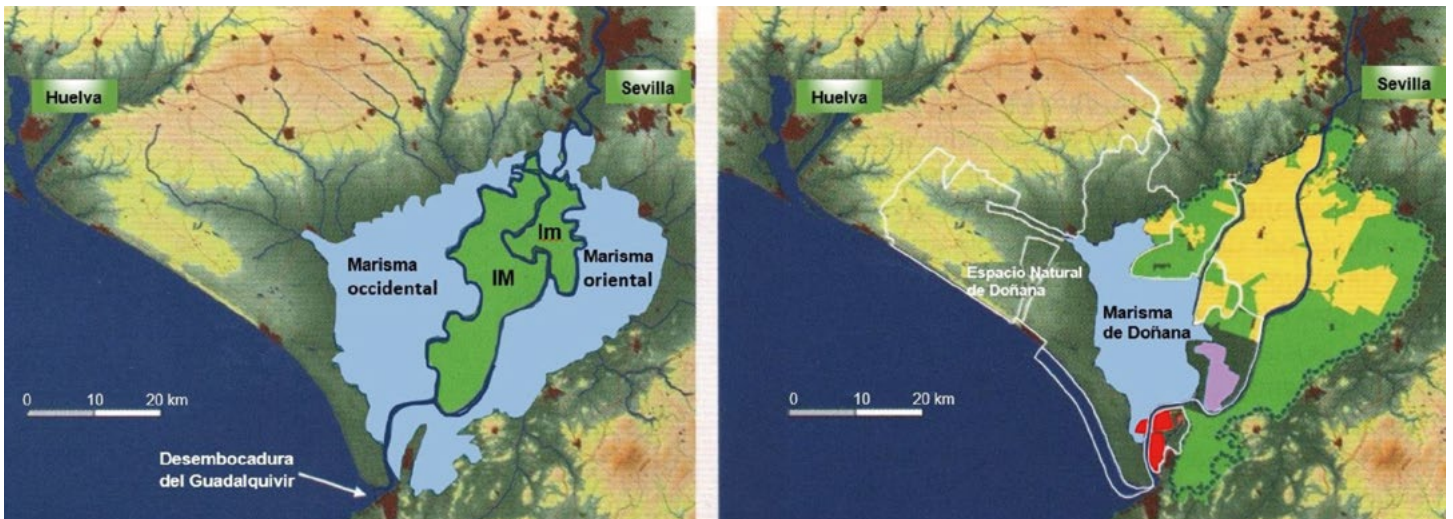 Huelva
Sevilla
Im
Marisma
occidental
IM
Marisma
oriental
0 10 20 km
Desembocadura
del Guadalquivir
Huelva
Sevilla
Espacio Natural
de Doñana
Marisma
de Doñana
0 10 20 km